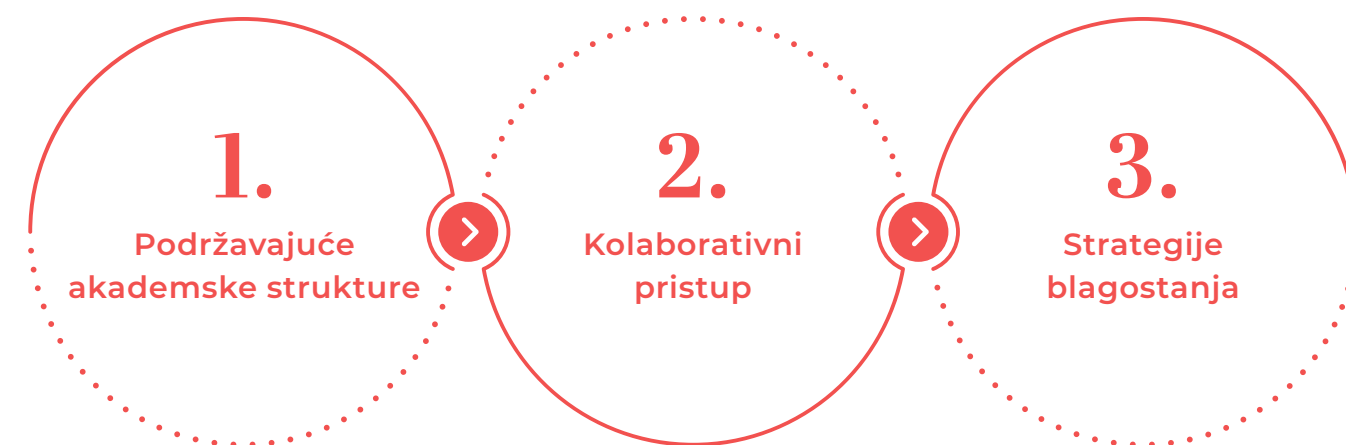 1.
Podržavajuće
akademske strukture
2.
Kolaborativni
pristup
3.
Strategije
blagostanja